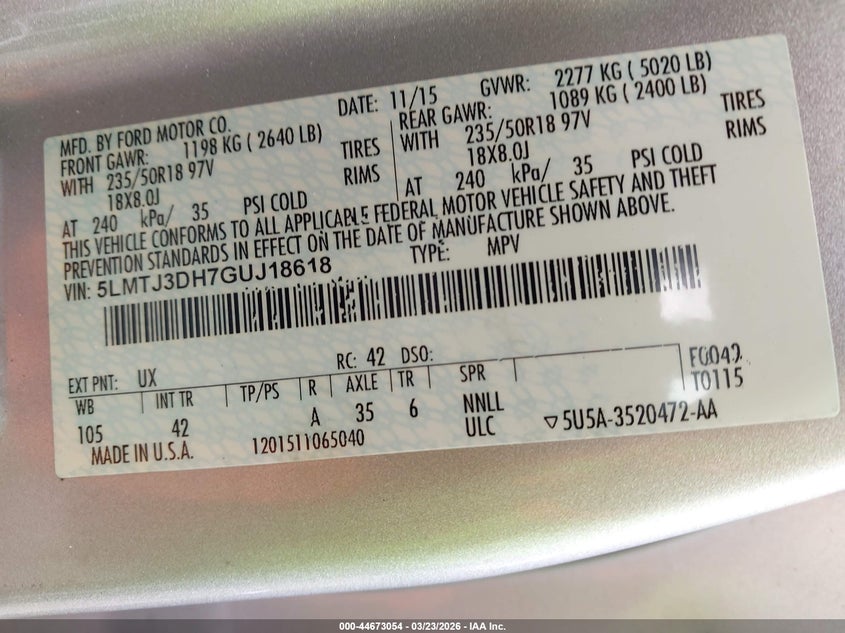 MFD. BY FORD MOTOR CO.
DATE: 11/15
GVWR: 2277 KG ( 5020 LB)
FRONT GAWR: 1198 KG ( 2640 LB)
WITH 235/50R18 97V TIRES
18X8.0J RIMS
AT 240 kPa/ 35 PSI COLD
REAR GAWR: 1089 KG ( 2400 LB)
WITH 235/50R18 97V TIRES
18X8.0J RIMS
AT 240 kPa/ 35 PSI COLD
THIS VEHICLE CONFORMS TO ALL APPLICABLE FEDERAL MOTOR VEHICLE SAFETY AND THEFT
PREVENTION STANDARDS IN EFFECT ON THE DATE OF MANUFACTURE SHOWN ABOVE.
VIN: 5LMTJ3DH7GUJ18618
TYPE: MPV
EXT PNT: UX RC: 42 DSO:
WB INT TR TP/PS R AXLE TR SPR
105 42 A 35 6 NNLL
ULC
T0115
MADE IN U.S.A. 1201511065040
▽5U5A-3520472-AA
000-44673054 - 03/23/2026 - IAA Inc.